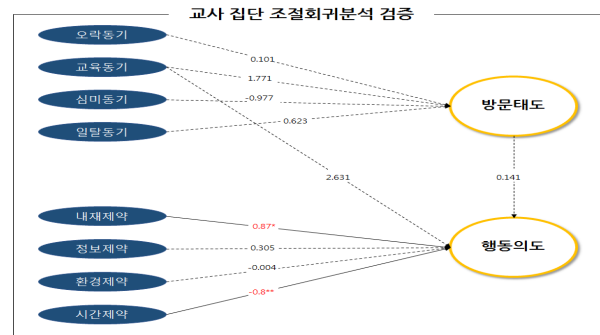 교사 집단 조절회귀분석 검증
오락동기
교육동기
심미동기
일탈동기
0.101
1.771
-0.977
0.623
방문태도
2.631
0.141
내재제약
정보제약
환경제약
시간제약
0.87*
0.305
-0.004
-0.8**
행동의도